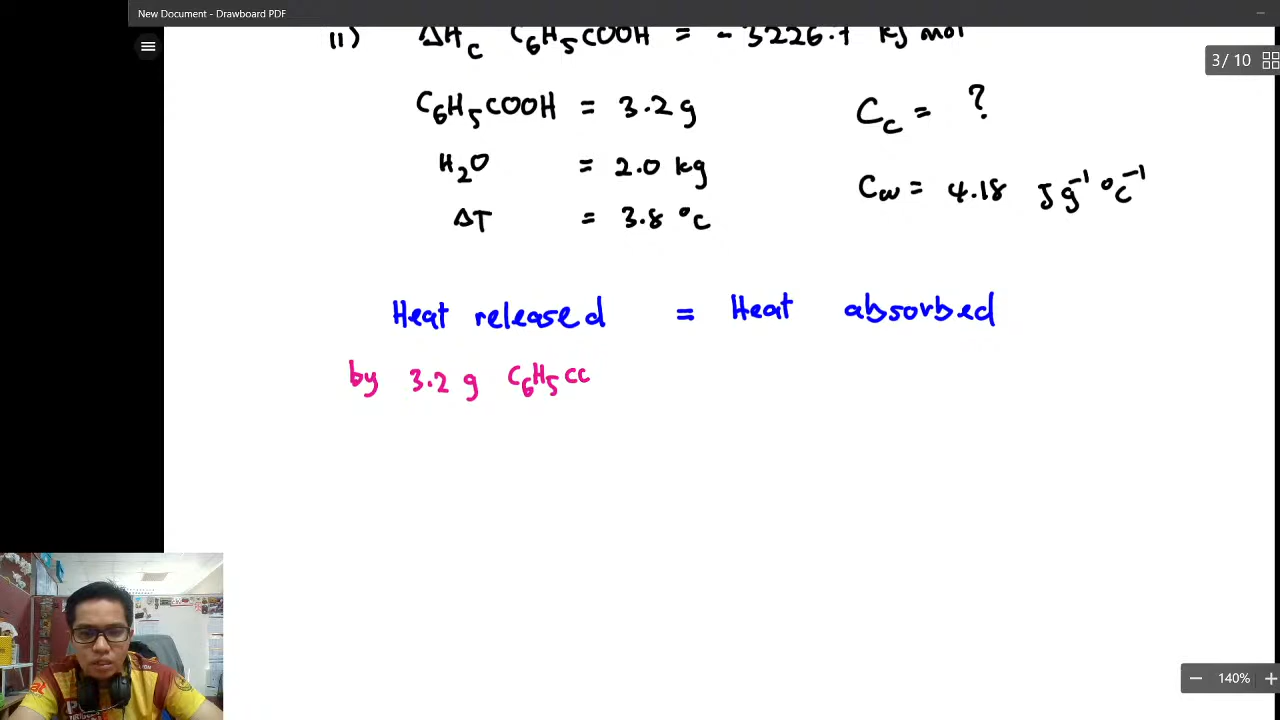 New Document - Drawboard PDF
3 / 10
11) ΔHc C6H5COOH = - 3226.7 kJ mol
C6H5COOH = 3.2 g
Cc = ?
H2O = 2.0 kg
Cw = 4.18 J g⁻¹ °c⁻¹
ΔT = 3.8 °c
Heat released = Heat absorbed
by 3.2 g C6H5cc
140%